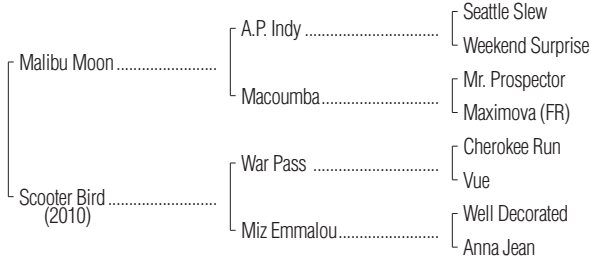 Seattle Slew
A.P. Indy ..........................
Weekend Surprise
Malibu Moon ........................
Mr. Prospector
Macoumba ..........................
Maximova (FR)
Cherokee Run
War Pass ..........................
Vue
Scooter Bird ..........................
(2010)
Well Decorated
Miz Emmalou ......................
Anna Jean